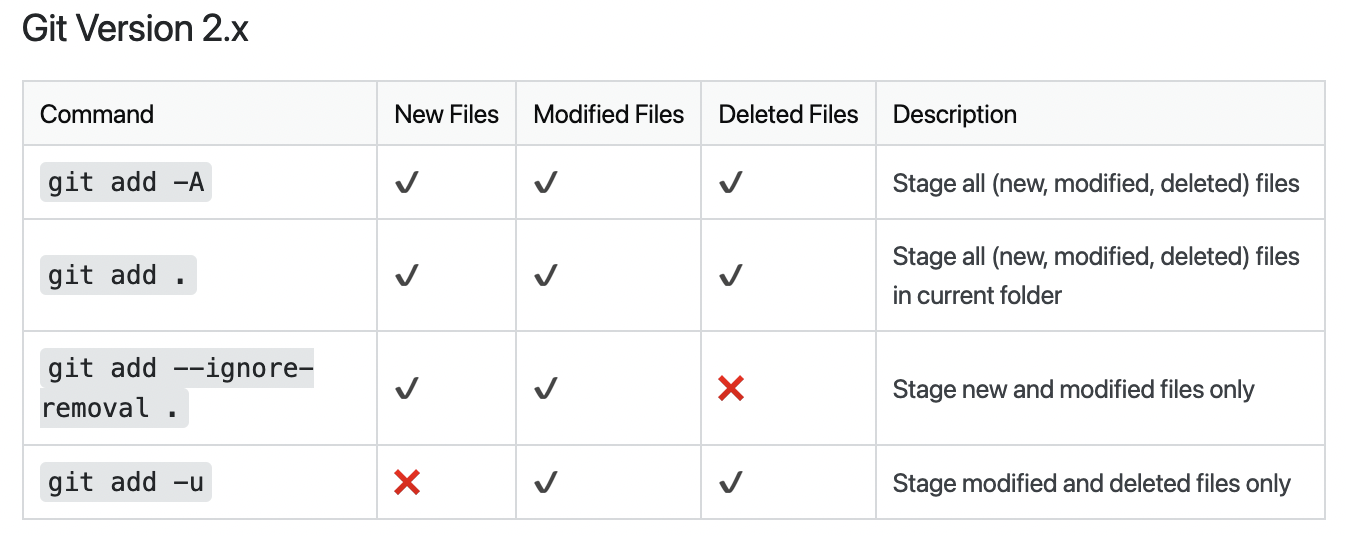 Git Version 2.x
Command New Files Modified Files Deleted Files Description
git add -A ✔ ✔ ✔ Stage all (new, modified, deleted) files
git add . ✔ ✔ ✔ Stage all (new, modified, deleted) files
in current folder
git add --ignore-
removal . ✔ ✔ ❌ Stage new and modified files only
git add -u ❌ ✔ ✔ Stage modified and deleted files only